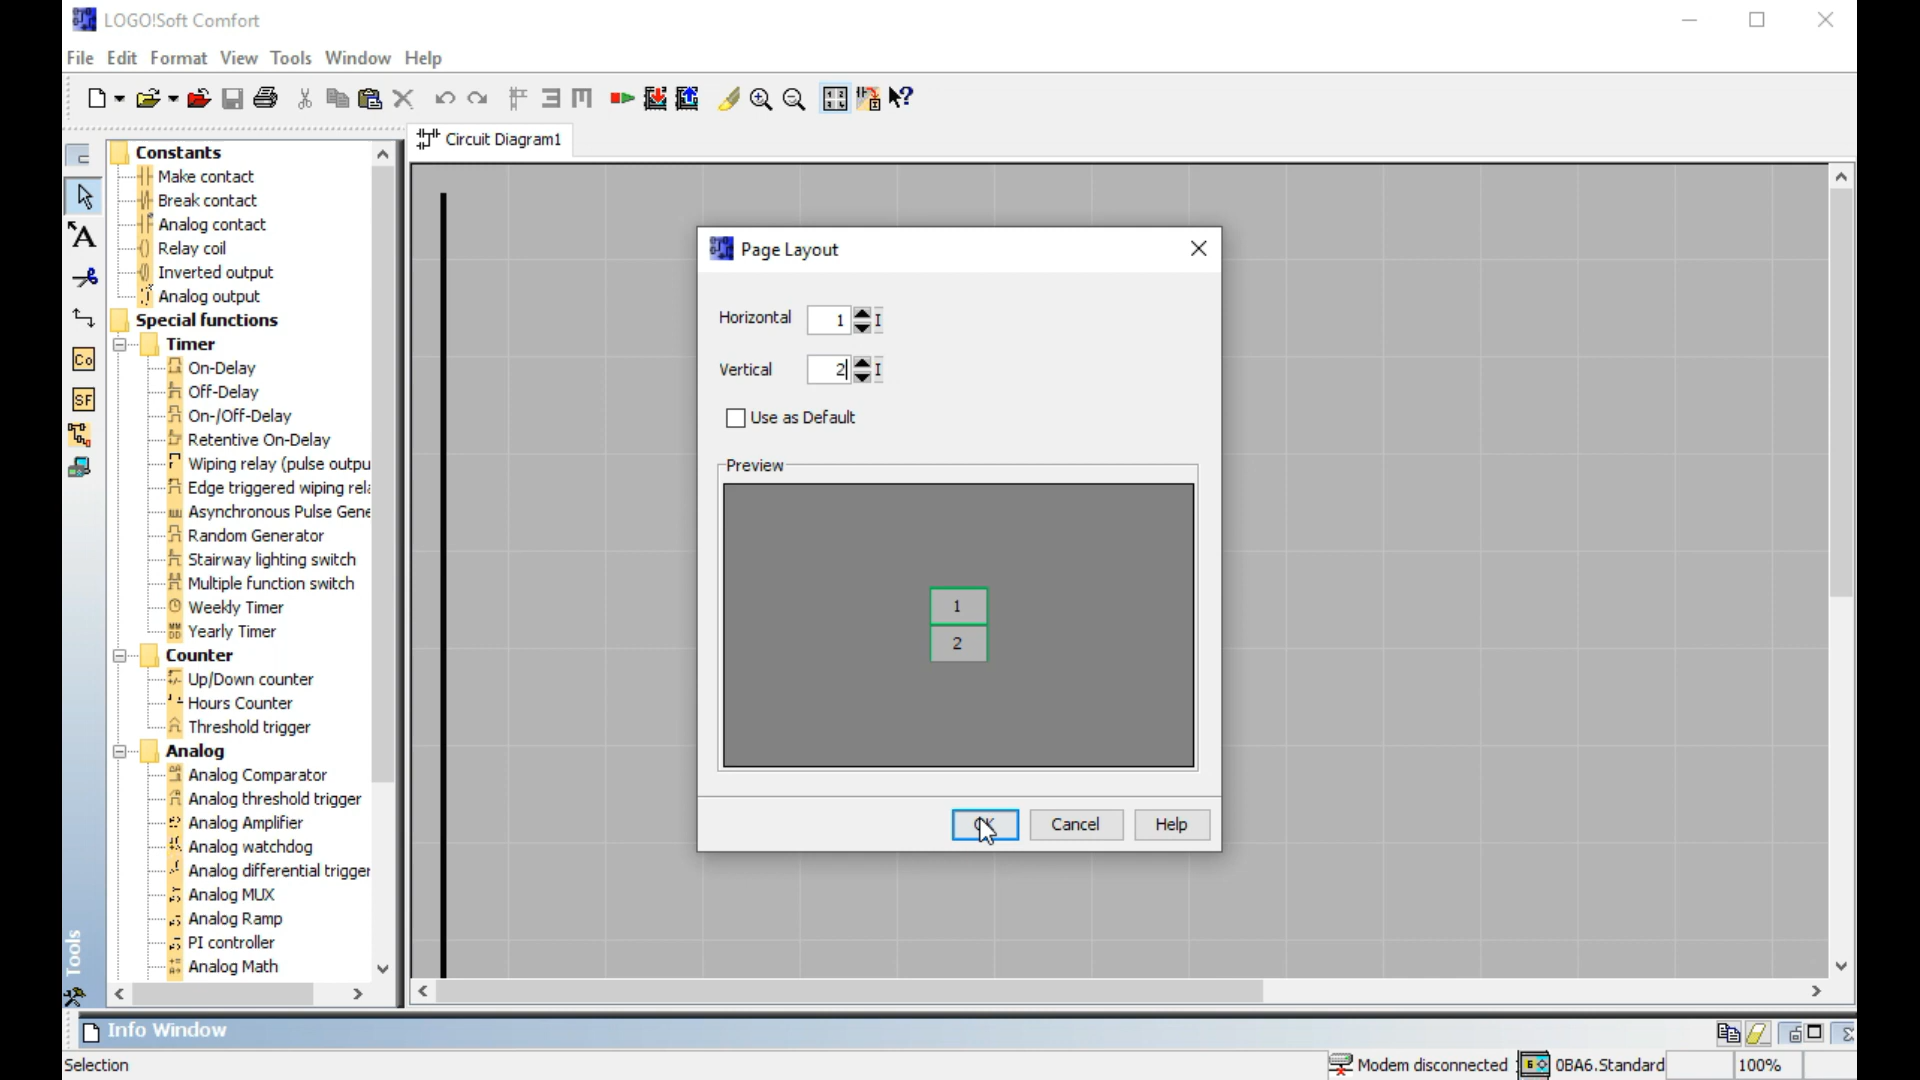 LOGO!Soft Comfort
File Edit Format View Tools Window Help
Circuit Diagram1
Constants
Make contact
Break contact
Analog contact
Relay coil
Inverted output
Analog output
Special functions
Timer
On-Delay
Off-Delay
On-/Off-Delay
Retentive On-Delay
Wiping relay (pulse outpu
Edge triggered wiping rel
Asynchronous Pulse Gene
Random Generator
Stairway lighting switch
Multiple function switch
Weekly Timer
Yearly Timer
Counter
Up/Down counter
Hours Counter
Threshold trigger
Analog
Analog Comparator
Analog threshold trigger
Analog Amplifier
Analog watchdog
Analog differential trigger
Analog MUX
Analog Ramp
PI controller
Analog Math
Co
SF
Tools
Page Layout
Horizontal 1
Vertical 2
Use as Default
Preview
1
2
OK Cancel Help
Info Window
Selection
Modem disconnected 0BA6.Standard 100%